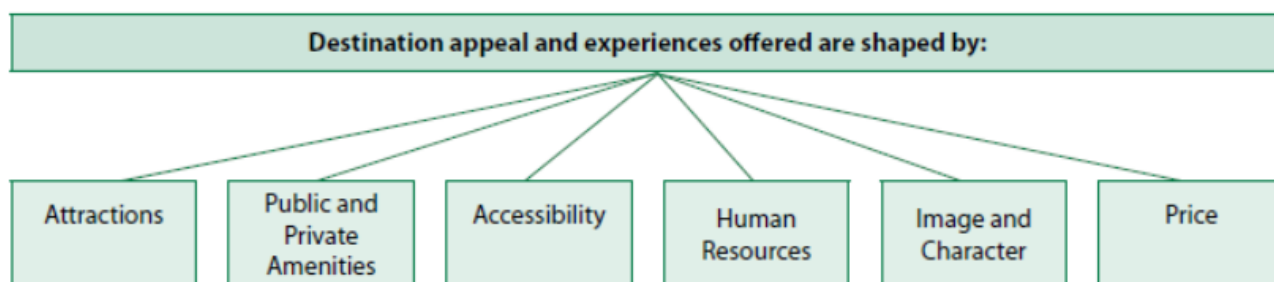 Destination appeal and experiences offered are shaped by:
Attractions
Public and
Private
Amenities
Accessibility
Human
Resources
Image and
Character
Price